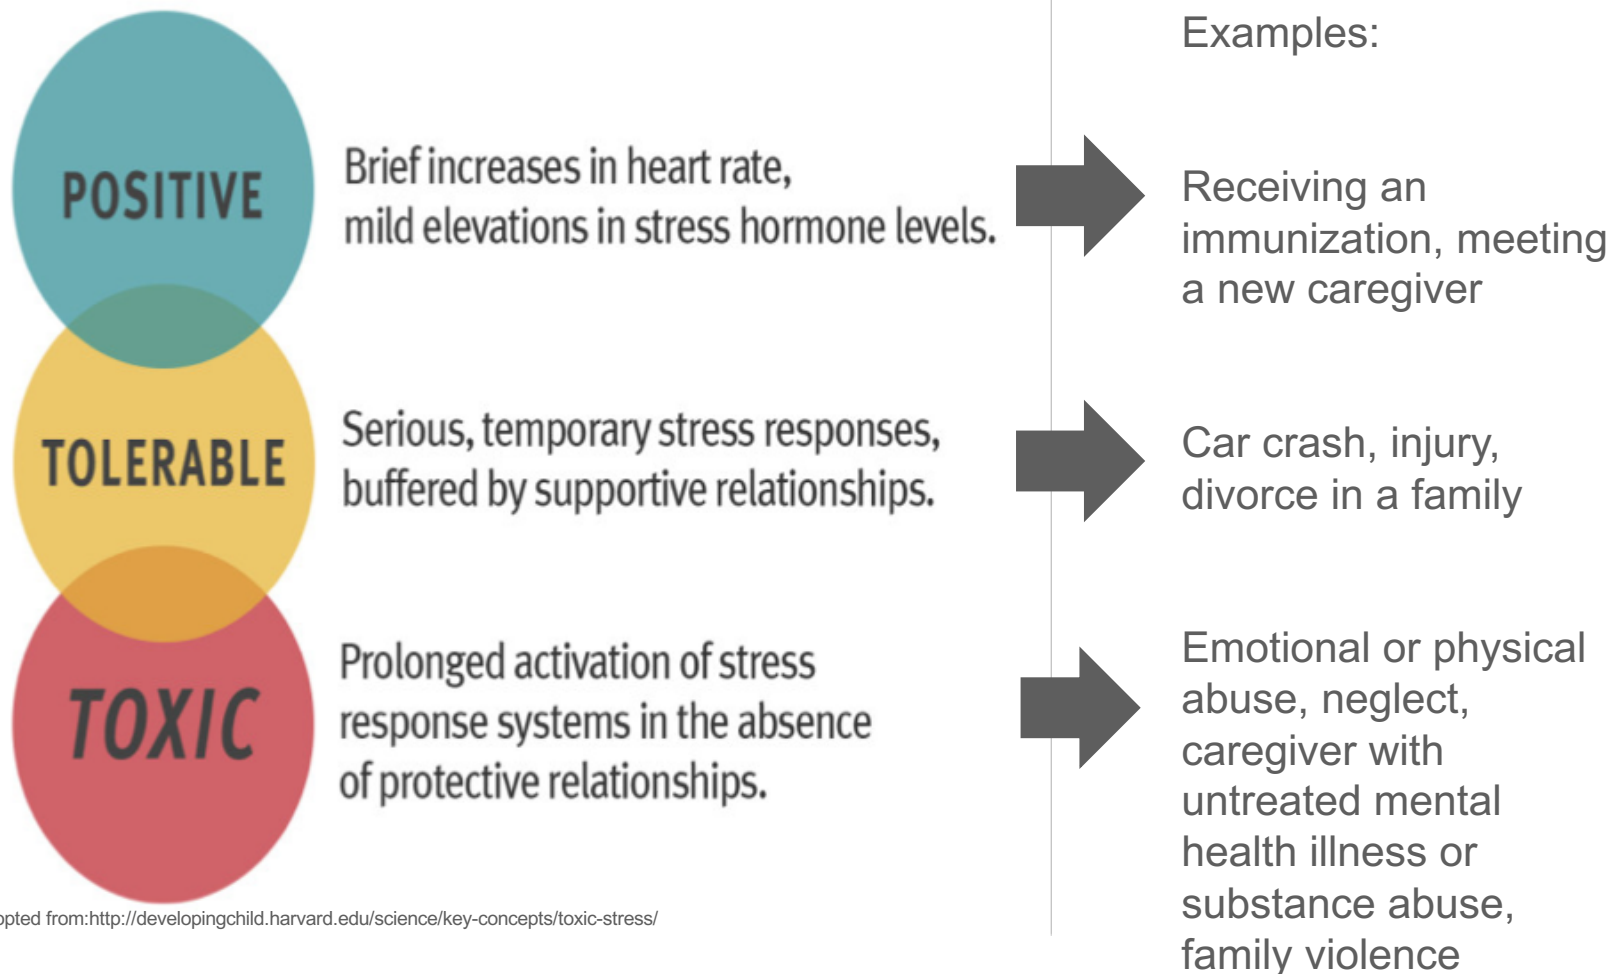 Examples:
POSITIVE
Brief increases in heart rate,
mild elevations in stress hormone levels.
Receiving an
immunization, meeting
a new caregiver
TOLERABLE
Serious, temporary stress responses,
buffered by supportive relationships.
Car crash, injury,
divorce in a family
TOXIC
Prolonged activation of stress
response systems in the absence
of protective relationships.
Emotional or physical
abuse, neglect,
caregiver with
untreated mental
health illness or
substance abuse,
family violence
opted from:http://developingchild.harvard.edu/science/key-concepts/toxic-stress/